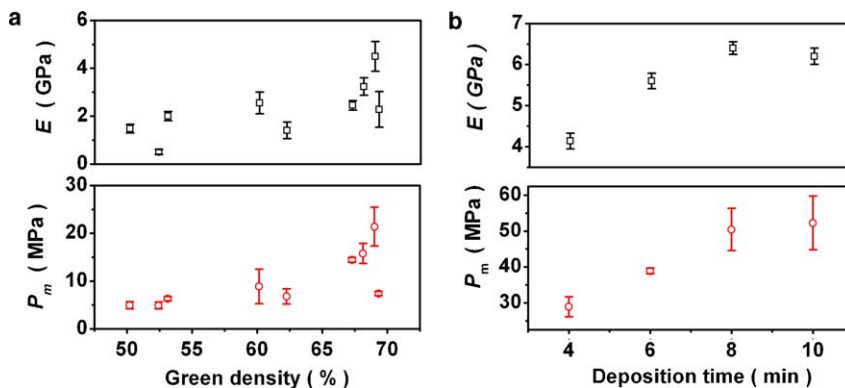 a
E ( GPa)
6
4
2
0
P_m ( MPa)
30
20
10
0
50 55 60 65 70
Green density ( % )
b
E ( GPa)
7
6
5
4
P_m ( MPa)
60
50
40
30
4 6 8 10
Deposition time ( min )